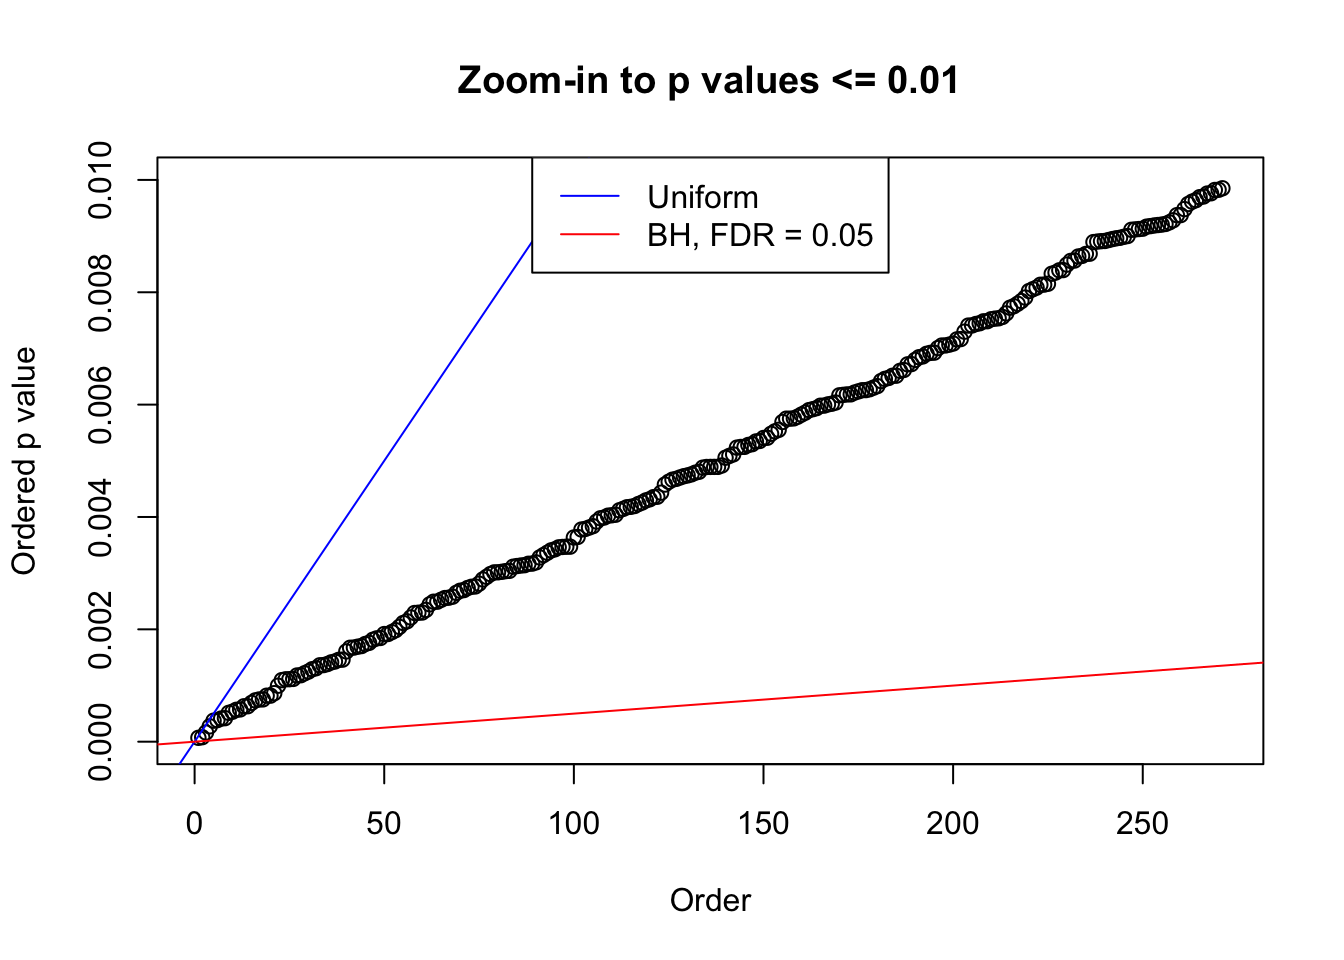 Zoom-in to p values <= 0.01
Uniform
BH, FDR = 0.05
Ordered p value
0.010
0.008
0.006
0.004
0.002
0.000
0 50 100 150 200 250
Order